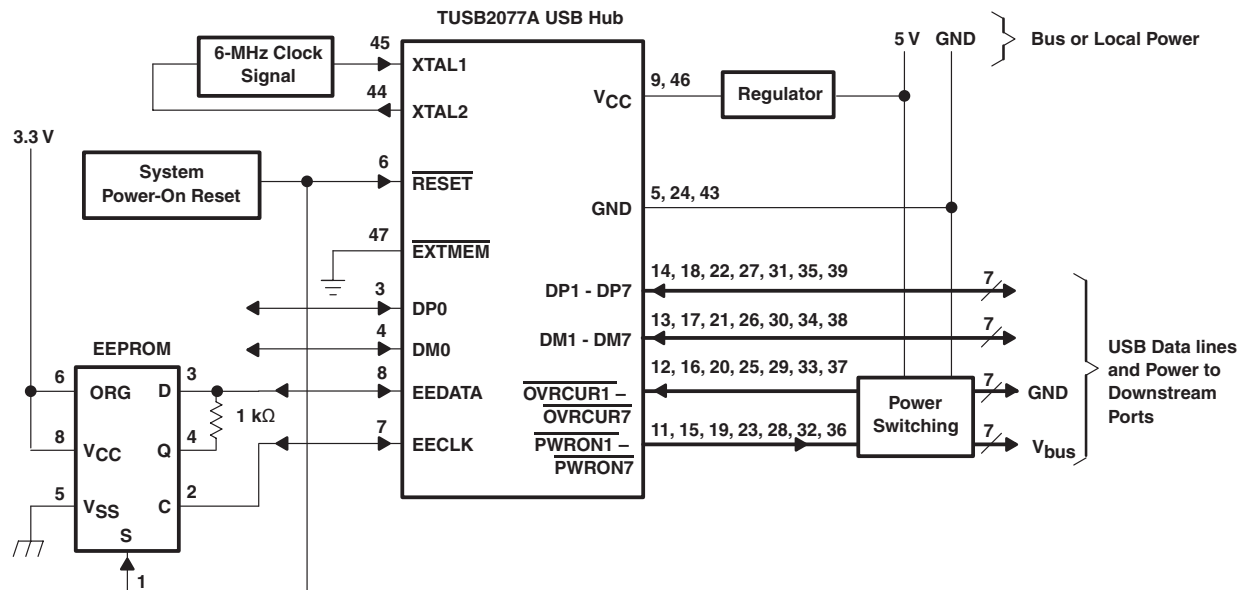 TUSB2077A USB Hub
5 V GND
Bus or Local Power
6-MHz Clock
Signal
45
XTAL1
44
XTAL2
9, 46
VCC
Regulator
3.3 V
System
Power-On Reset
6
RESET
5, 24, 43
GND
47
EXTMEM
14, 18, 22, 27, 31, 35, 39
DP1 - DP7
7
3
DP0
13, 17, 21, 26, 30, 34, 38
DM1 - DM7
7
4
DM0
USB Data lines
and Power to
Downstream
Ports
EEPROM
6
ORG
D
3
8
EEDATA
12, 16, 20, 25, 29, 33, 37
OVRCUR1 –
OVRCUR7
Power
Switching
7
GND
1 kΩ
8
VCC
Q
4
7
EECLK
11, 15, 19, 23, 28, 32, 36
PWRON1 –
PWRON7
7
Vbus
5
VSS
C
2
S
1